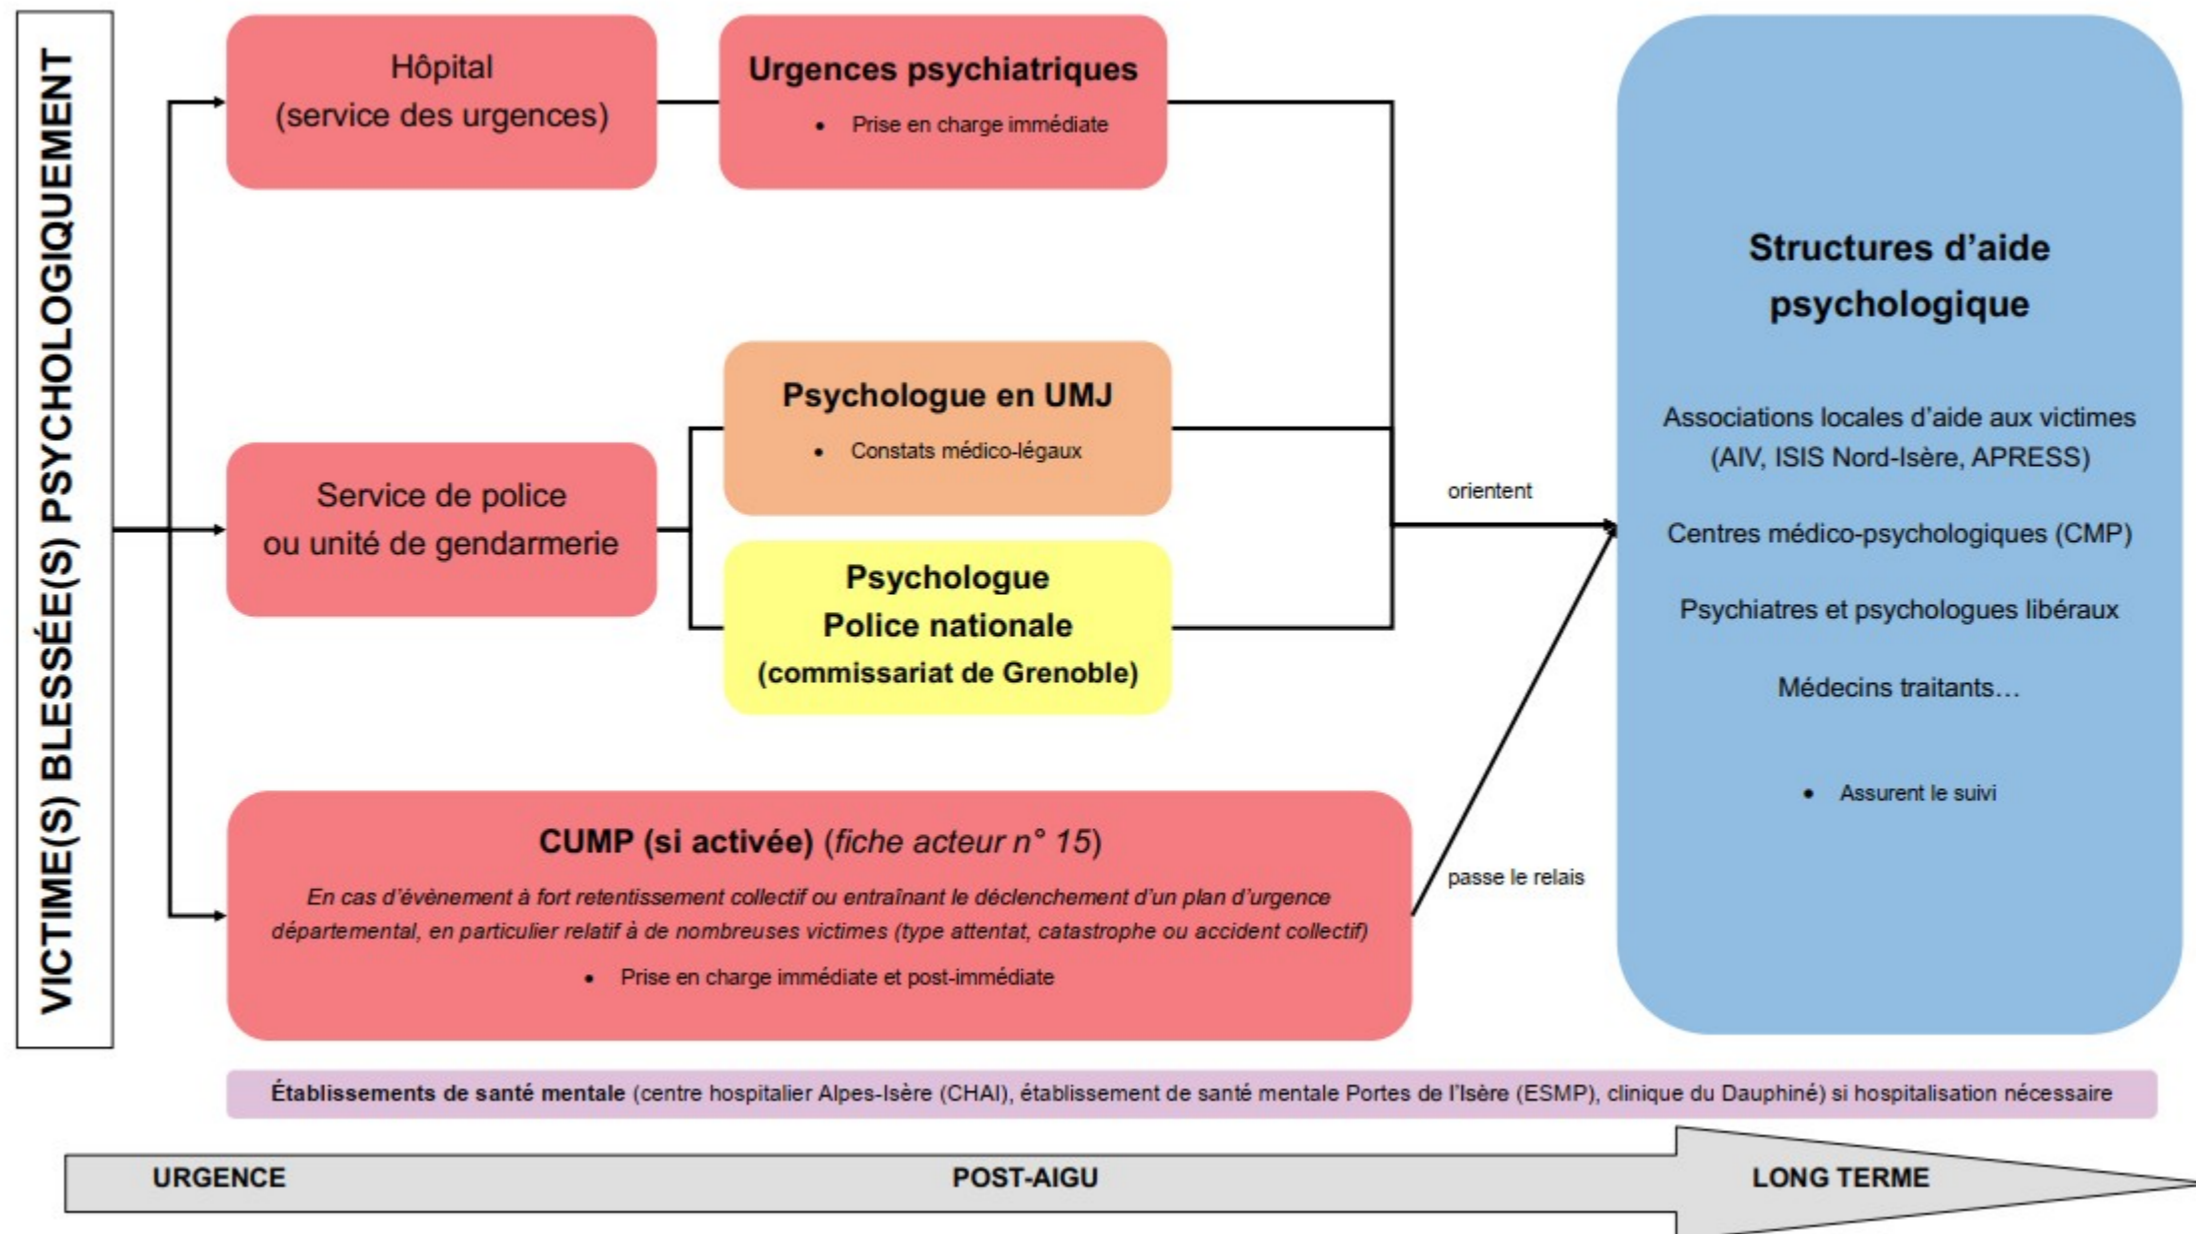 VICTIME(S) BLESSÉE(S) PSYCHOLOGIQUEMENT
Hôpital
(service des urgences)
Urgences psychiatriques
• Prise en charge immédiate
Service de police
ou unité de gendarmerie
Psychologue en UMJ
• Constats médico-légaux
Psychologue
Police nationale
(commissariat de Grenoble)
CUMP (si activée) (fiche acteur n° 15)
En cas d'évènement à fort retentissement collectif ou entraînant le déclenchement d'un plan d'urgence
départemental, en particulier relatif à de nombreuses victimes (type attentat, catastrophe ou accident collectif)
• Prise en charge immédiate et post-immédiate
orientent
passe le relais
Structures d'aide
psychologique
Associations locales d'aide aux victimes
(AIV, ISIS Nord-Isère, APRESS)
Centres médico-psychologiques (CMP)
Psychiatres et psychologues libéraux
Médecins traitants…
• Assurent le suivi
Établissements de santé mentale (centre hospitalier Alpes-Isère (CHAI), établissement de santé mentale Portes de l'Isère (ESMP), clinique du Dauphiné) si hospitalisation nécessaire
URGENCE
POST-AIGU
LONG TERME